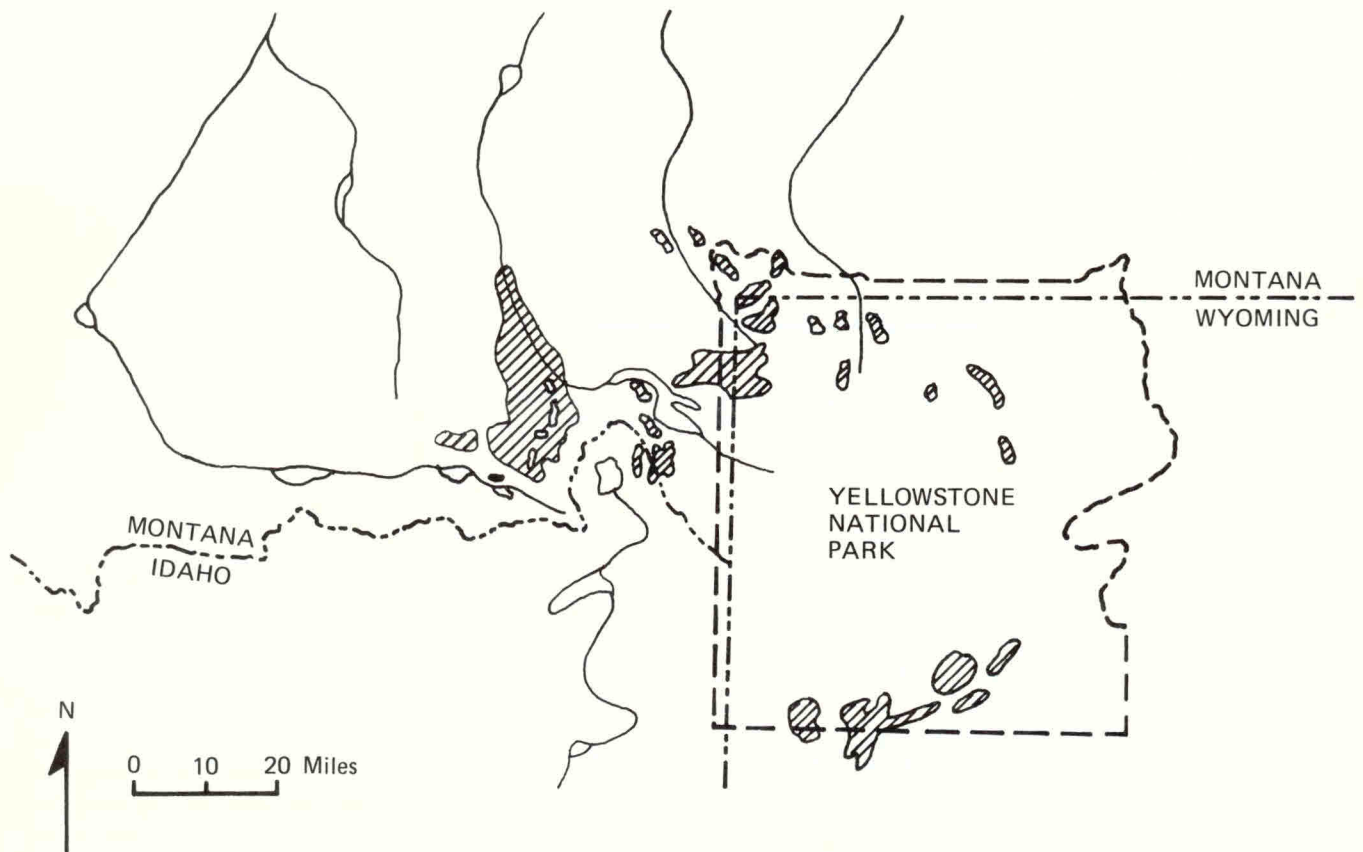 MONTANA
WYOMING
YELLOWSTONE
NATIONAL
PARK
MONTANA
IDAHO
N
0 10 20 Miles